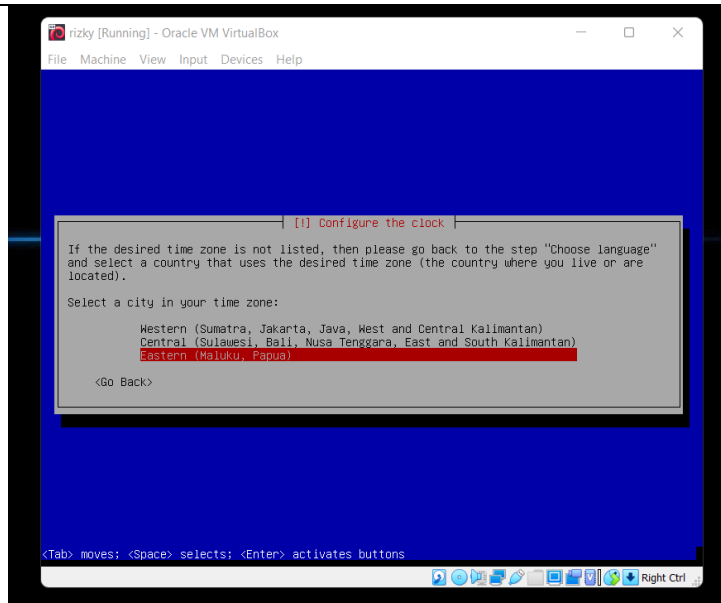 rizky [Running] - Oracle VM VirtualBox
File Machine View Input Devices Help
[!] Configure the clock
If the desired time zone is not listed, then please go back to the step "Choose language"
and select a country that uses the desired time zone (the country where you live or are
located).
Select a city in your time zone:
Western (Sumatra, Jakarta, Java, West and Central Kalimantan)
Central (Sulawesi, Bali, Nusa Tenggara, East and South Kalimantan)
Eastern (Maluku, Papua)
<Go Back>
<Tab> moves; <Space> selects; <Enter> activates buttons
Right Ctrl